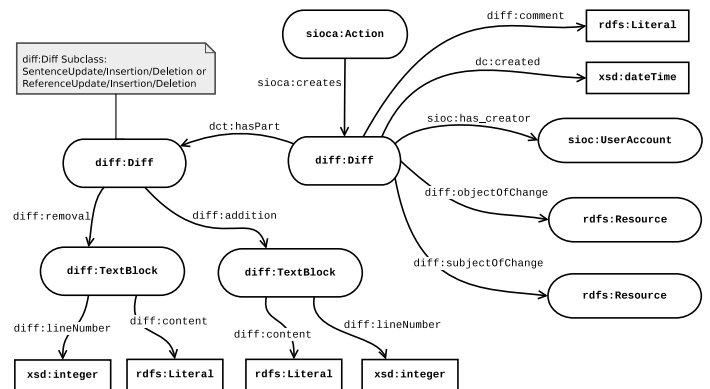 diff:comment
rdfs:Literal
sioca:Action
diff:Diff Subclass:
SentenceUpdate/Insertion/Deletion or
ReferenceUpdate/Insertion/Deletion
dc:created
xsd:dateTime
sioca:creates
sioc:has_creator
dct:hasPart
sioc:UserAccount
diff:Diff
diff:Diff
diff:objectOfChange
diff:removal
diff:addition
rdfs:Resource
diff:subjectOfChange
diff:TextBlock
diff:TextBlock
rdfs:Resource
diff:lineNumber
diff:content
diff:content
diff:lineNumber
xsd:integer
rdfs:Literal
rdfs:Literal
xsd:integer